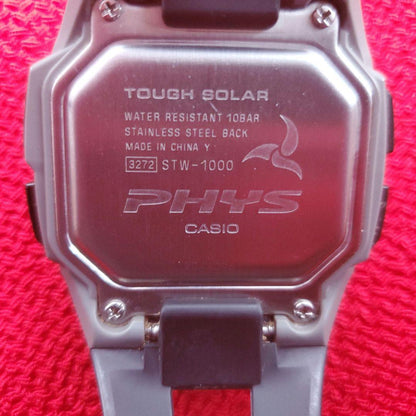 TOUGH SOLAR
WATER RESISTANT 10BAR
STAINLESS STEEL BACK
MADE IN CHINA Y
3272 STW-1000
PHYS
CASIO